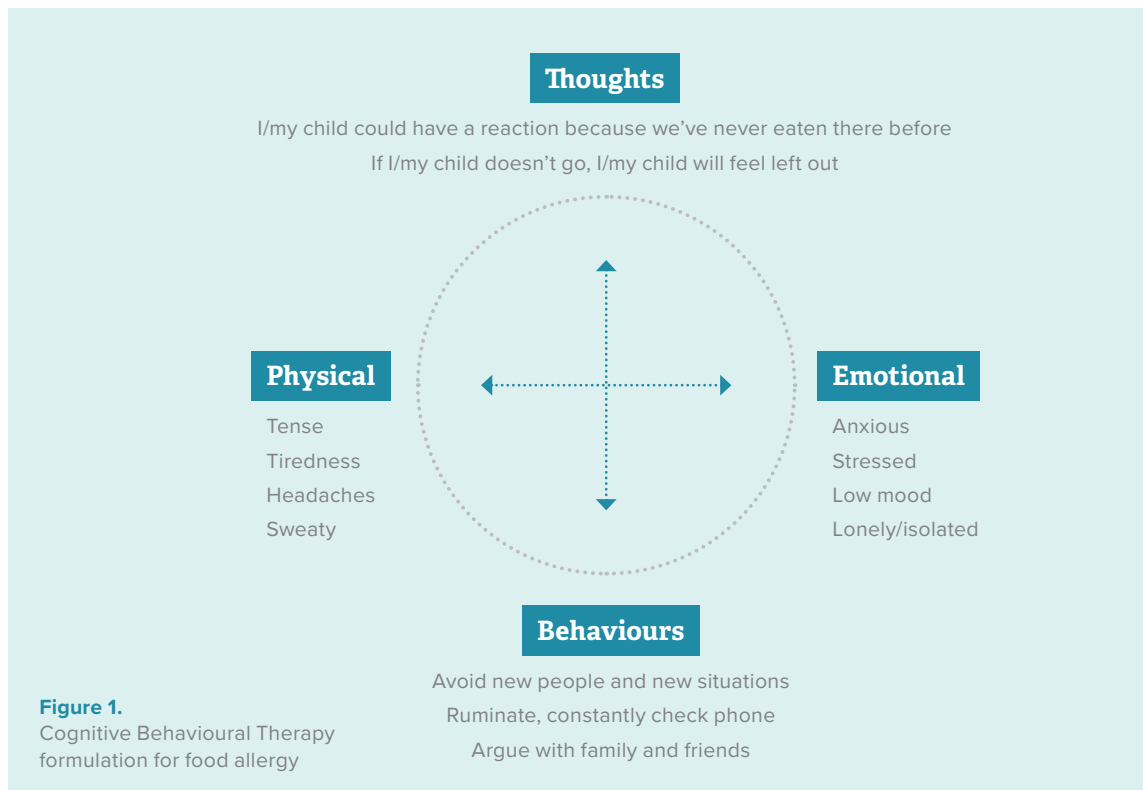 Thoughts
I/my child could have a reaction because we’ve never eaten there before
If I/my child doesn’t go, I/my child will feel left out
Physical
Tense
Tiredness
Headaches
Sweaty
Emotional
Anxious
Stressed
Low mood
Lonely/isolated
Behaviours
Avoid new people and new situations
Ruminate, constantly check phone
Argue with family and friends
Figure 1.
Cognitive Behavioural Therapy
formulation for food allergy